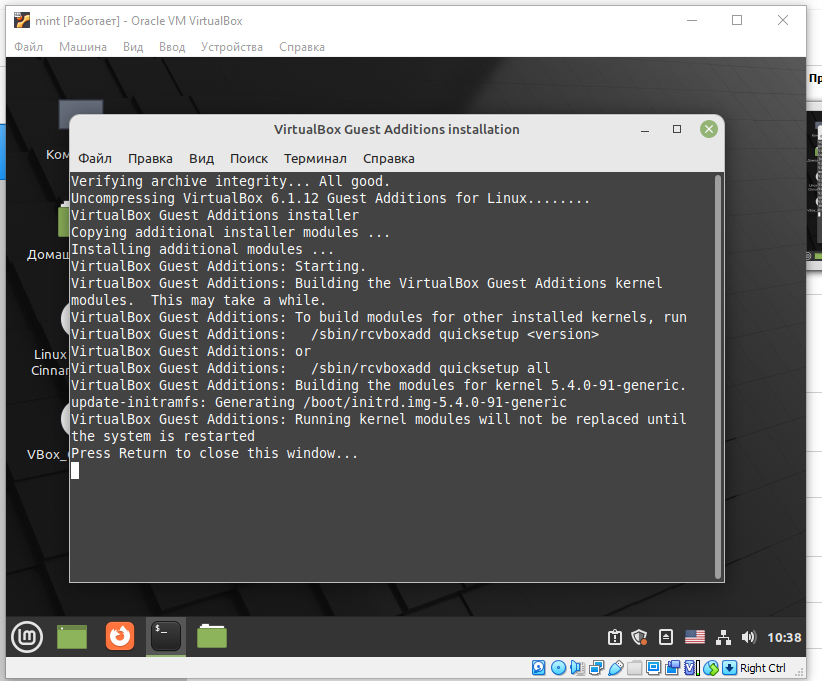 mint [Работает] - Oracle VM VirtualBox
Файл Машина Вид Ввод Устройства Справка
Пр
VirtualBox Guest Additions installation
Файл Правка Вид Поиск Терминал Справка
Verifying archive integrity... All good.
Uncompressing VirtualBox 6.1.12 Guest Additions for Linux........
VirtualBox Guest Additions installer
Copying additional installer modules ...
Installing additional modules ...
VirtualBox Guest Additions: Starting.
VirtualBox Guest Additions: Building the VirtualBox Guest Additions kernel
modules.  This may take a while.
VirtualBox Guest Additions: To build modules for other installed kernels, run
VirtualBox Guest Additions:   /sbin/rcvboxadd quicksetup <version>
VirtualBox Guest Additions: or
VirtualBox Guest Additions:   /sbin/rcvboxadd quicksetup all
VirtualBox Guest Additions: Building the modules for kernel 5.4.0-91-generic.
update-initramfs: Generating /boot/initrd.img-5.4.0-91-generic
VirtualBox Guest Additions: Running kernel modules will not be replaced until
the system is restarted
Press Return to close this window...
Ком
Домаш
Linux
Cinnar
VBox_
$_
10:38
Right Ctrl